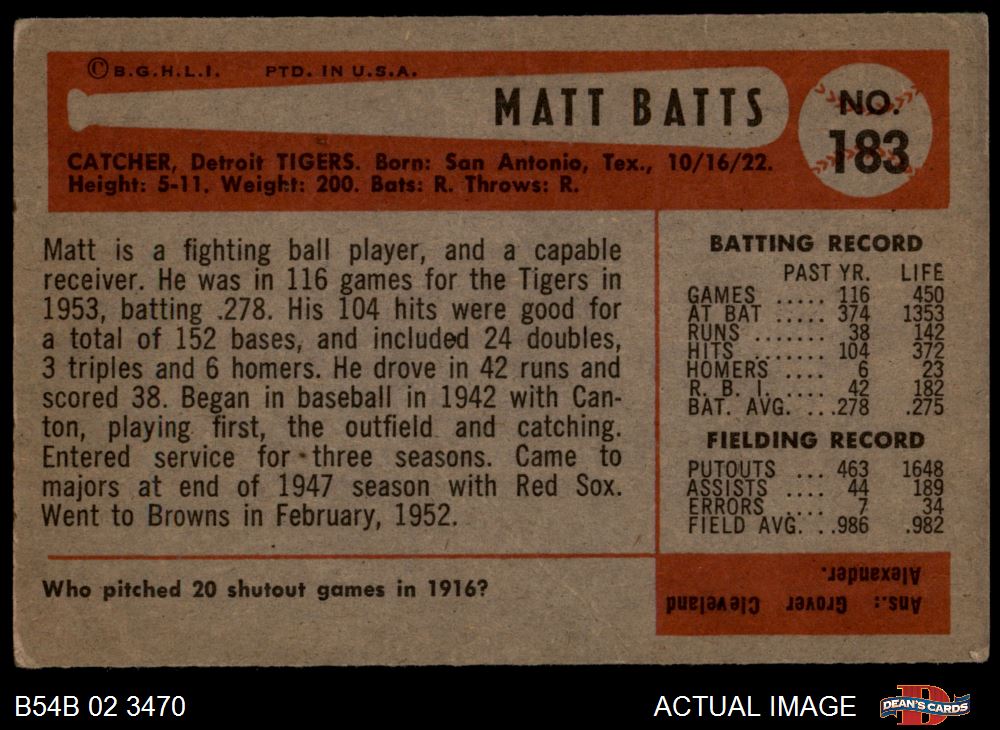 ©B.G.H.L.I. PTD. IN U.S.A.
MATT BATTS
NO.
183
CATCHER, Detroit TIGERS. Born: San Antonio, Tex., 10/16/22.
Height: 5-11. Weight: 200. Bats: R. Throws: R.
Matt is a fighting ball player, and a capable
receiver. He was in 116 games for the Tigers in
1953, batting .278. His 104 hits were good for
a total of 152 bases, and included 24 doubles,
3 triples and 6 homers. He drove in 42 runs and
scored 38. Began in baseball in 1942 with Can-
ton, playing first, the outfield and catching.
Entered service for three seasons. Came to
majors at end of 1947 season with Red Sox.
Went to Browns in February, 1952.
BATTING RECORD
PAST YR. LIFE
GAMES ..... 116 450
AT BAT ..... 374 1353
RUNS ..... 38 142
HITS ....... 104 372
HOMERS .... 6 23
R. B. I. .... 42 182
BAT. AVG. ...278 .275
FIELDING RECORD
PUTOUTS ... 463 1648
ASSISTS .... 44 189
ERRORS .... 7 34
FIELD AVG. ..986 .982
Who pitched 20 shutout games in 1916?
Ans.: Grover Cleveland
Alexander.
B54B 02 3470
ACTUAL IMAGE
D
DEAN'S CARDS